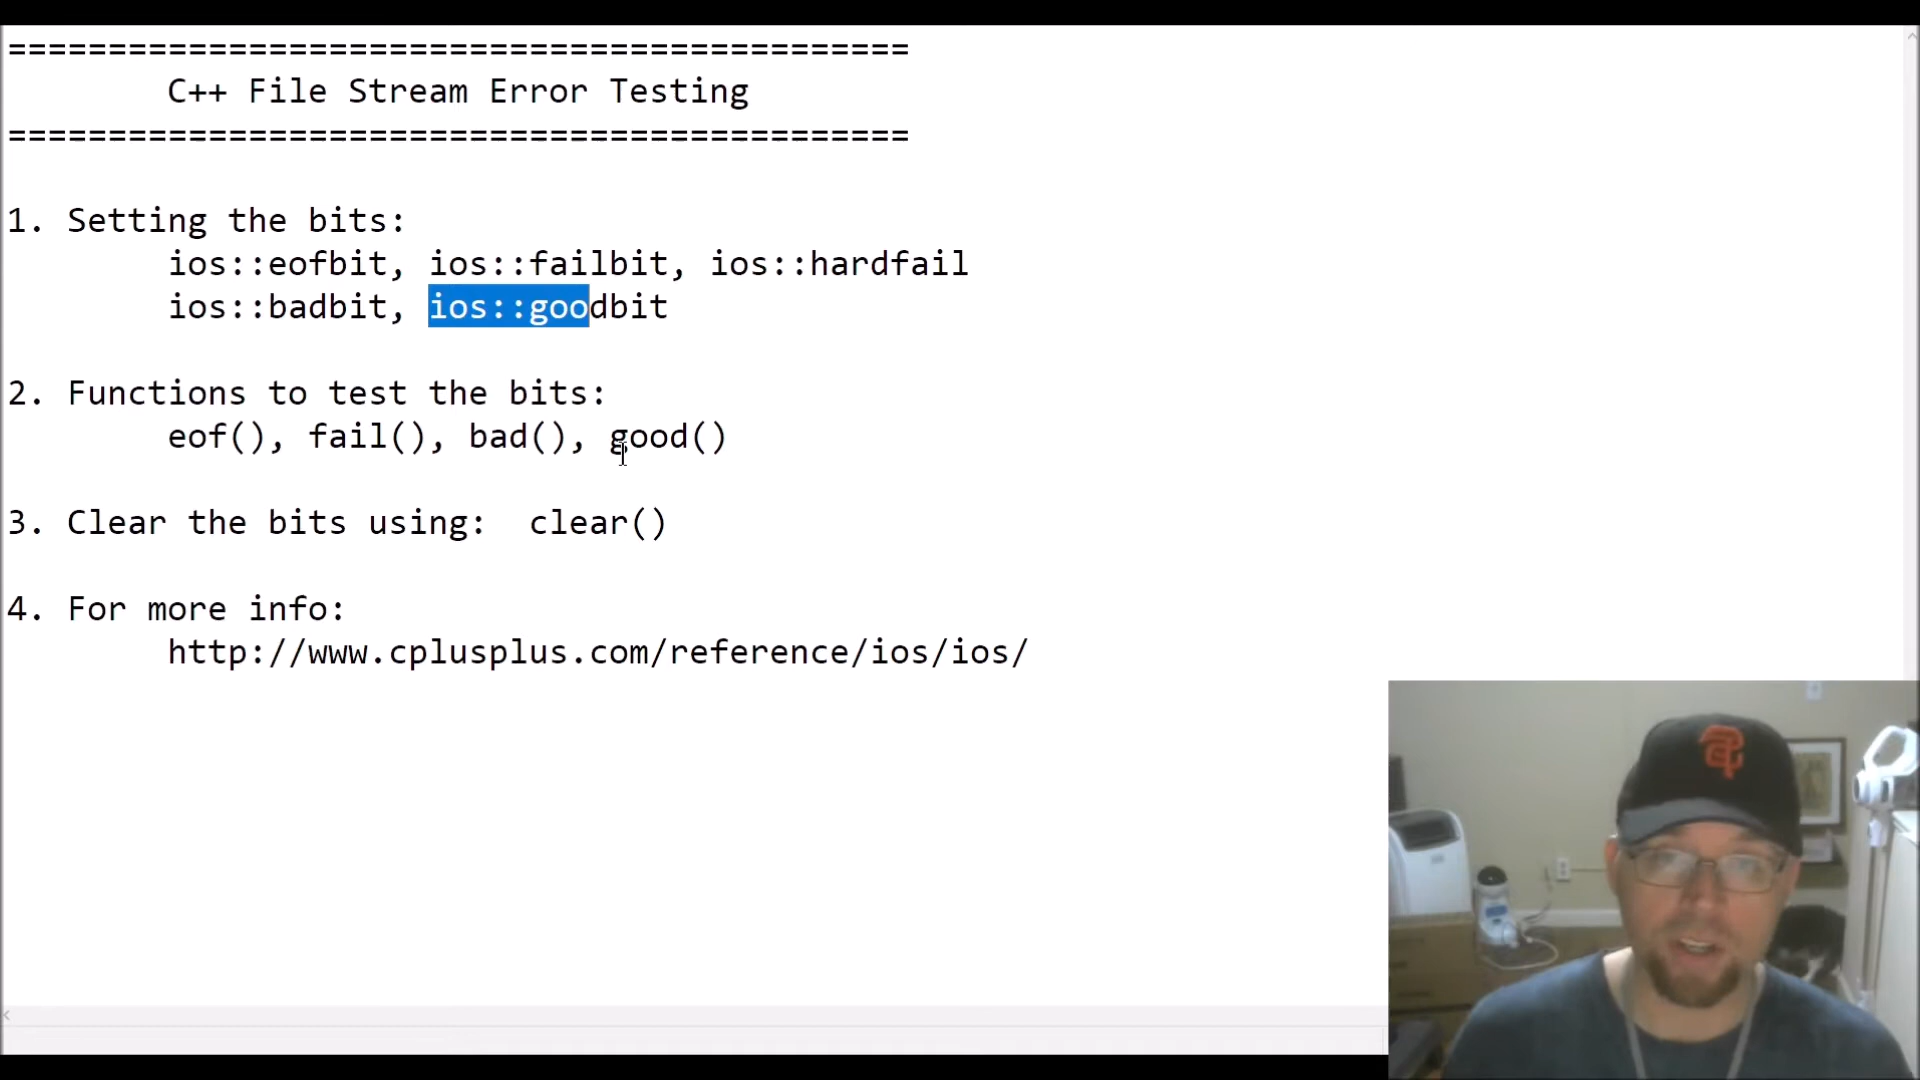 =============================================
C++ File Stream Error Testing
=============================================
1. Setting the bits:
ios::eofbit, ios::failbit, ios::hardfail
ios::badbit, ios::goodbit
2. Functions to test the bits:
eof(), fail(), bad(), good()
3. Clear the bits using:  clear()
4. For more info:
http://www.cplusplus.com/reference/ios/ios/
SF